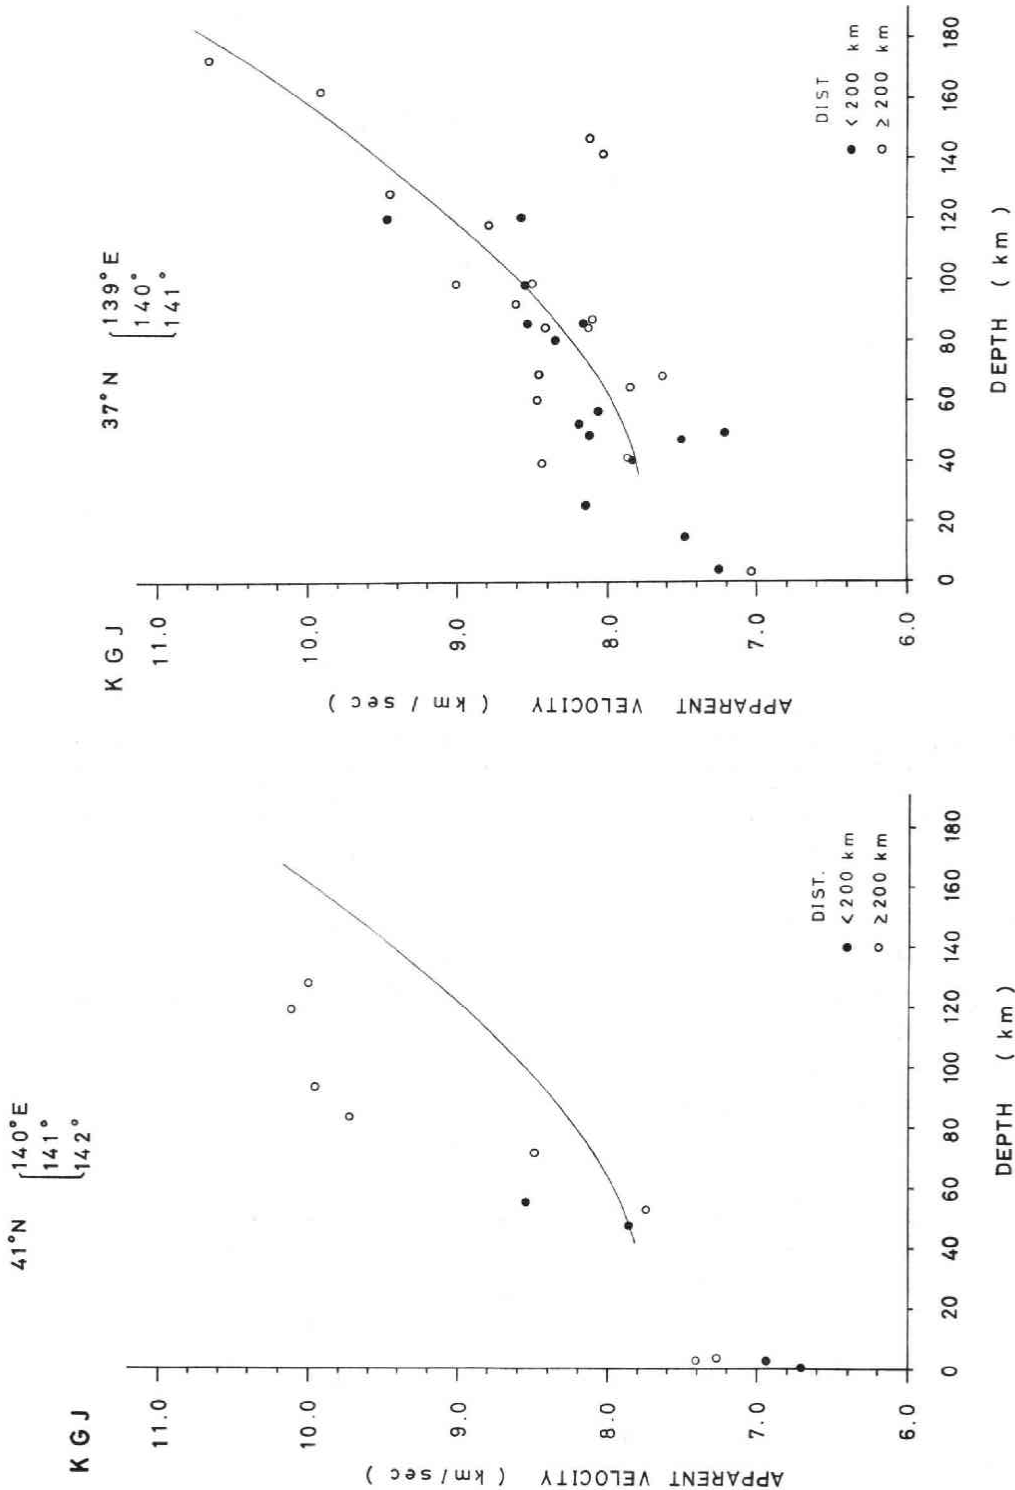 KGJ
41°N
140°E
141°
142°
APPARENT VELOCITY (km/sec)
11.0
10.0
9.0
8.0
7.0
6.0
0 20 40 60 80 100 120 140 160 180
DEPTH (km)
DIST.
● <200 km
○ ≥200 km
KGJ
37°N
139°E
140°
141°
APPARENT VELOCITY (km/sec)
11.0
10.0
9.0
8.0
7.0
6.0
0 20 40 60 80 100 120 140 160 180
DEPTH (km)
DIST
● <200 km
○ ≥200 km